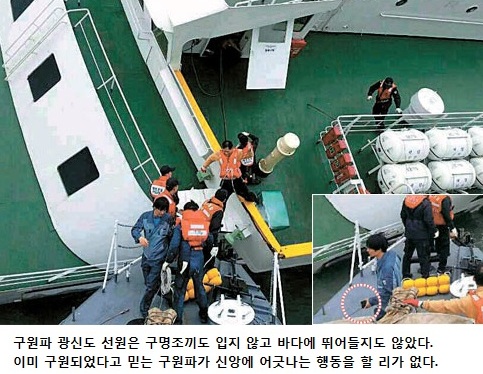 구원파 광신도 선원은 구명조끼도 입지 않고 바다에 뛰어들지도 않았다.
이미 구원되었다고 믿는 구원파가 신앙에 어긋나는 행동을 할 리가 없다.